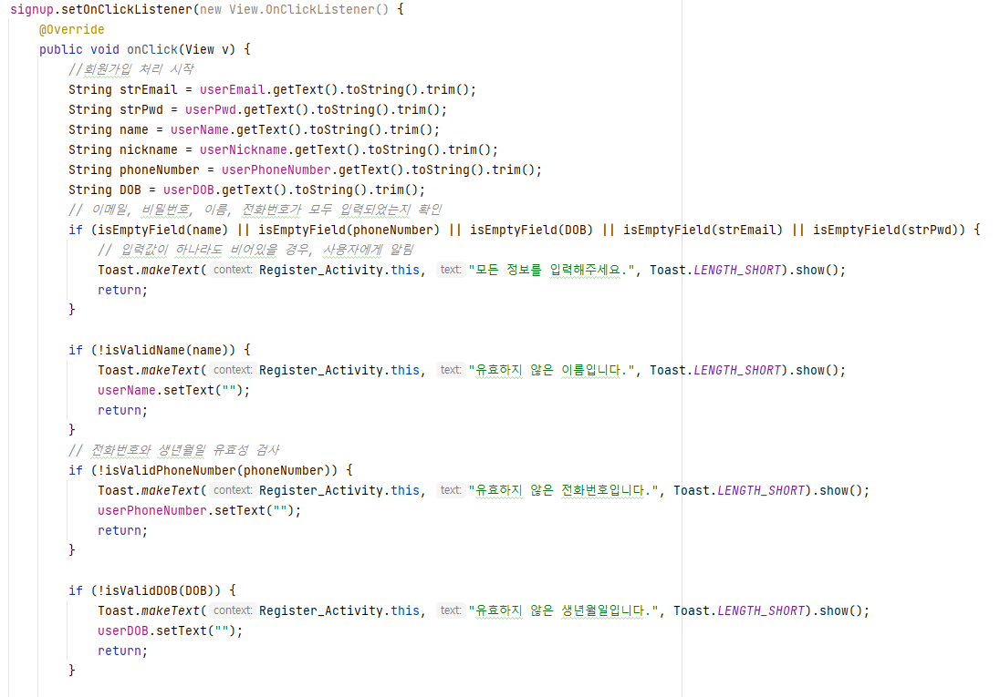 signup.setOnClickListener(new View.OnClickListener() {
@Override
public void onClick(View v) {
//회원가입 처리 시작
String strEmail = userEmail.getText().toString().trim();
String strPwd = userPwd.getText().toString().trim();
String name = userName.getText().toString().trim();
String nickname = userNickname.getText().toString().trim();
String phoneNumber = userPhoneNumber.getText().toString().trim();
String DOB = userDOB.getText().toString().trim();
// 이메일, 비밀번호, 이름, 전화번호가 모두 입력되었는지 확인
if (isEmptyField(name) || isEmptyField(phoneNumber) || isEmptyField(DOB) || isEmptyField(strEmail) || isEmptyField(strPwd)) {
// 입력값이 하나라도 비어있을 경우, 사용자에게 알림
Toast.makeText( context: Register_Activity.this, text: "모든 정보를 입력해주세요.", Toast.LENGTH_SHORT).show();
return;
}
if (!isValidName(name)) {
Toast.makeText( context: Register_Activity.this, text: "유효하지 않은 이름입니다.", Toast.LENGTH_SHORT).show();
userName.setText("");
return;
}
// 전화번호와 생년월일 유효성 검사
if (!isValidPhoneNumber(phoneNumber)) {
Toast.makeText( context: Register_Activity.this, text: "유효하지 않은 전화번호입니다.", Toast.LENGTH_SHORT).show();
userPhoneNumber.setText("");
return;
}
if (!isValidDOB(DOB)) {
Toast.makeText( context: Register_Activity.this, text: "유효하지 않은 생년월일입니다.", Toast.LENGTH_SHORT).show();
userDOB.setText("");
return;
}